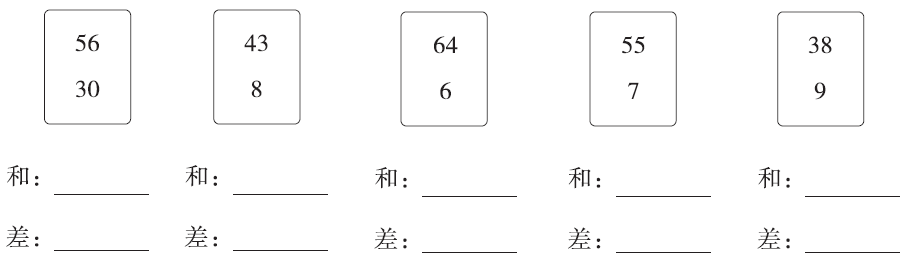 56 43 64 55 38
30 8 6 7 9
和： 和： 和： 和： 和：
差： 差： 差： 差： 差：